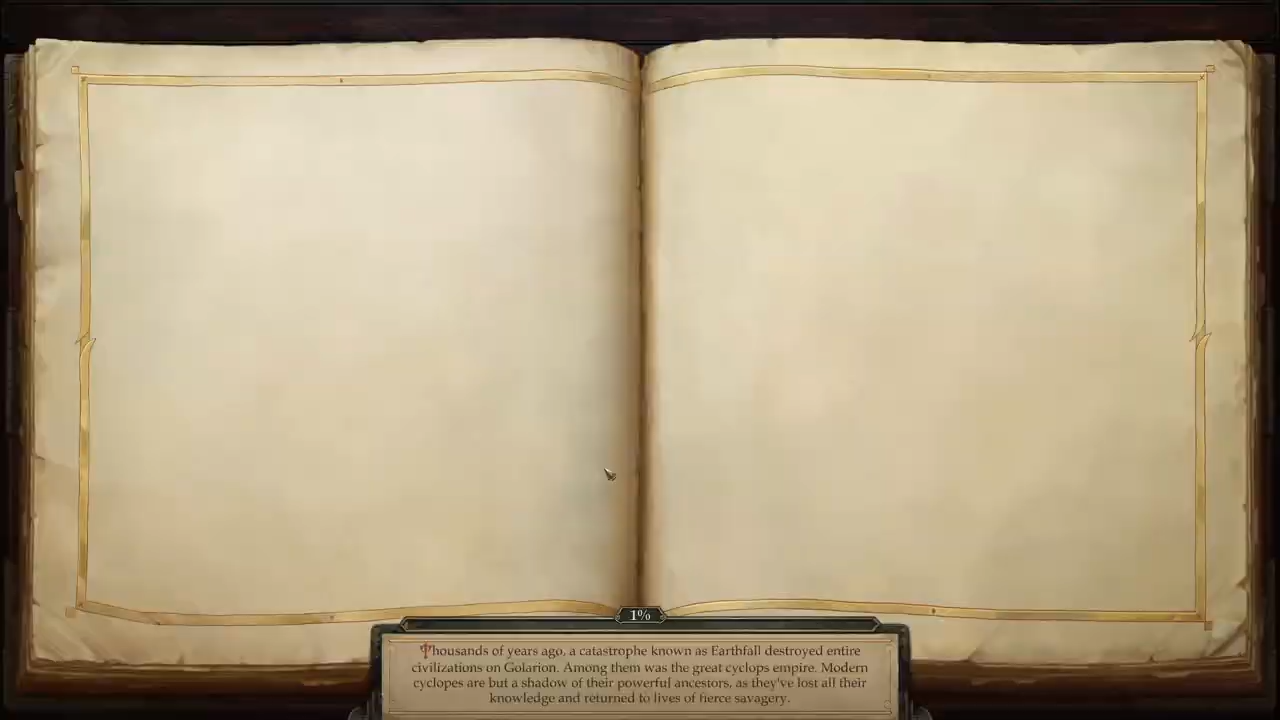 1%
Thousands of years ago, a catastrophe known as Earthfall destroyed entire
civilizations on Golarion. Among them was the great cyclops empire. Modern
cyclopes are but a shadow of their powerful ancestors, as they've lost all their
knowledge and returned to lives of fierce savagery.